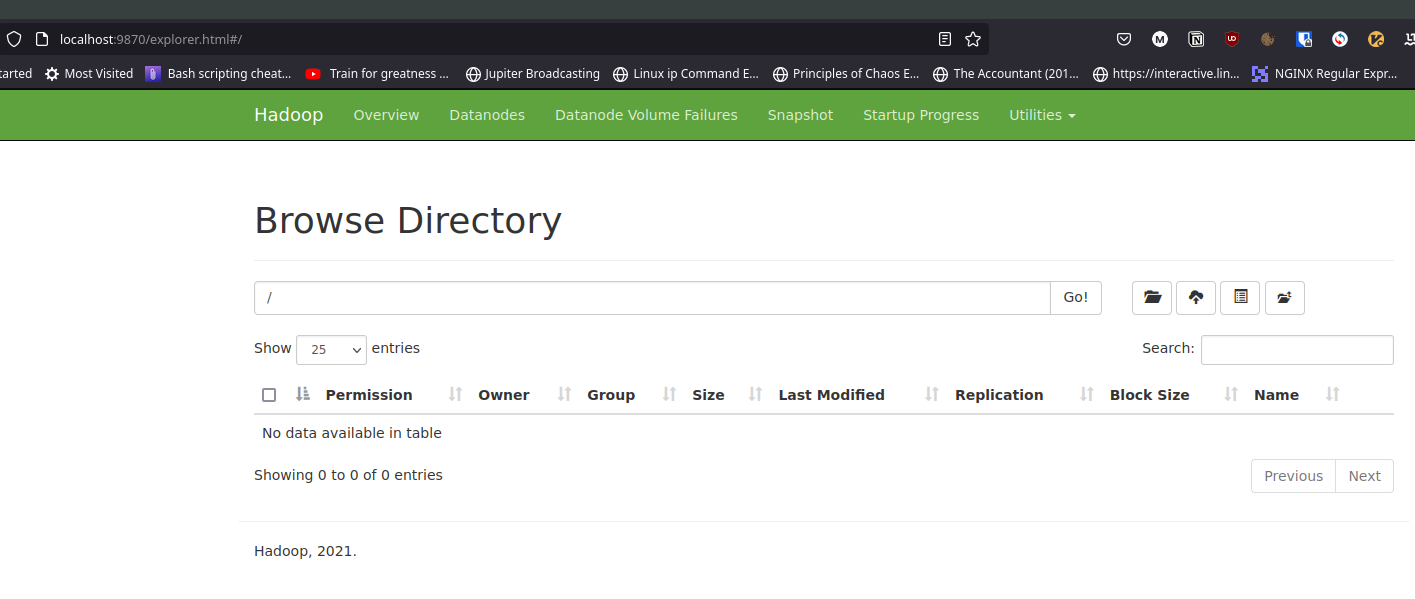 localhost:9870/explorer.html#/
tarted Most Visited Bash scripting cheat... Train for greatness ... Jupiter Broadcasting Linux ip Command E... Principles of Chaos E... The Accountant (201... https://interactive.lin... NGINX Regular Expr...
Hadoop Overview Datanodes Datanode Volume Failures Snapshot Startup Progress Utilities
Browse Directory
/ Go!
Show 25 entries Search:
Permission Owner Group Size Last Modified Replication Block Size Name
No data available in table
Showing 0 to 0 of 0 entries Previous Next
Hadoop, 2021.